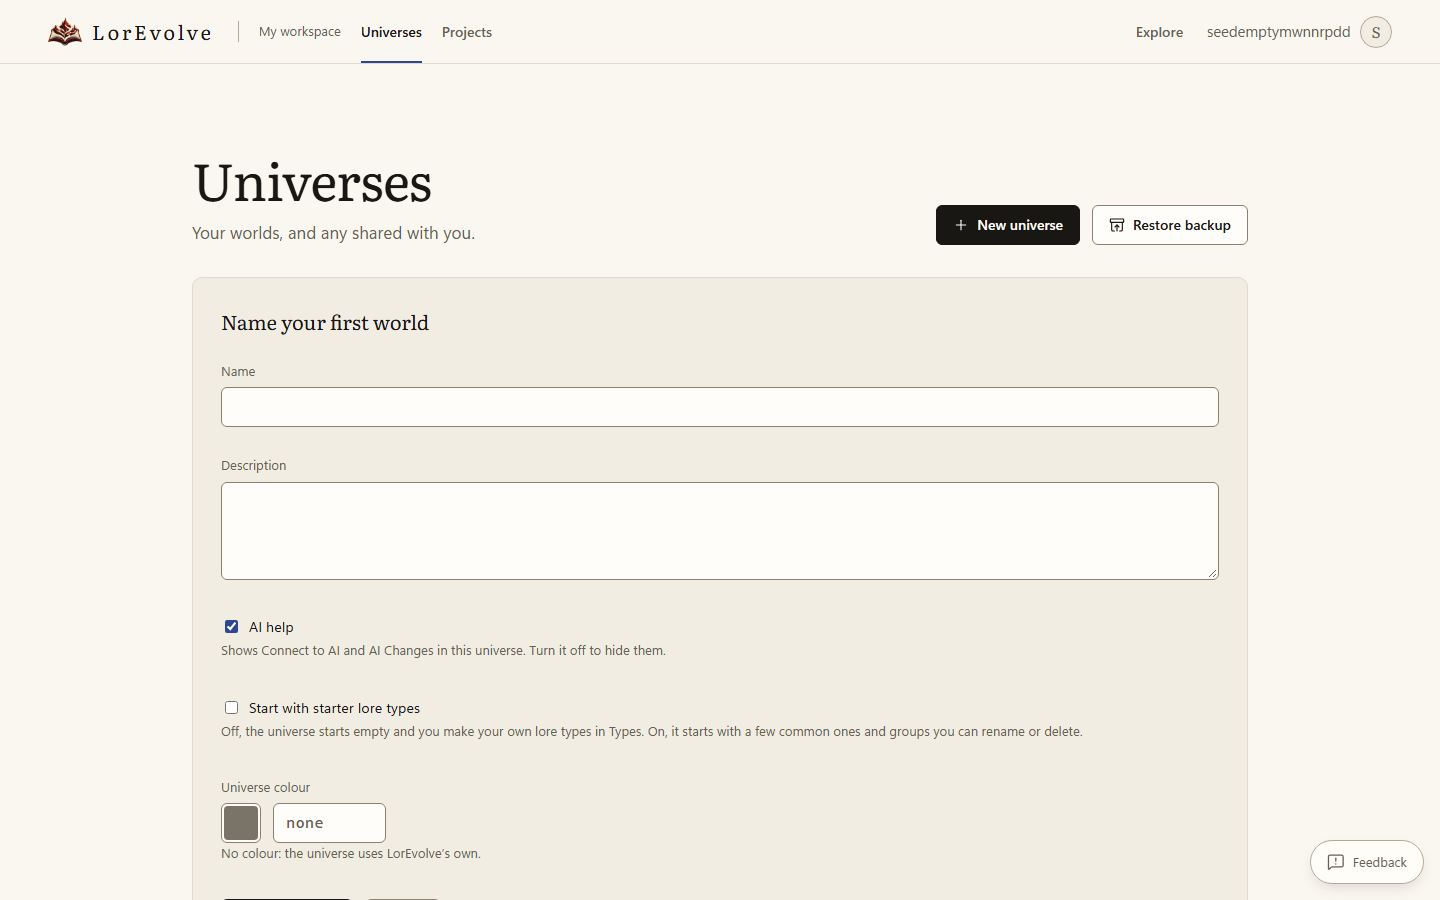 LorEvolve
My workspace
Universes
Projects
Explore
seedemptymwnnrpdd
S
Universes
Your worlds, and any shared with you.
New universe
Restore backup
Name your first world
Name
Description
AI help
Shows Connect to AI and AI Changes in this universe. Turn it off to hide them.
Start with starter lore types
Off, the universe starts empty and you make your own lore types in Types. On, it starts with a few common ones and groups you can rename or delete.
Universe colour
none
No colour: the universe uses LorEvolve’s own.
Feedback